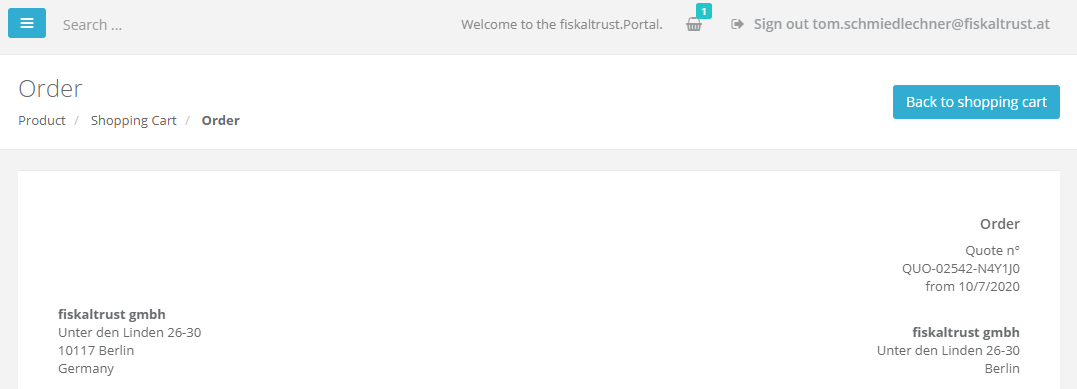 Search ...
Welcome to the fiskaltrust.Portal.
1
Sign out tom.schmiedlechner@fiskaltrust.at
Order
Back to shopping cart
Product / Shopping Cart / Order
Order
Quote n°
QUO-02542-N4Y1J0
from 10/7/2020
fiskaltrust gmbh
Unter den Linden 26-30
10117 Berlin
Germany
fiskaltrust gmbh
Unter den Linden 26-30
Berlin